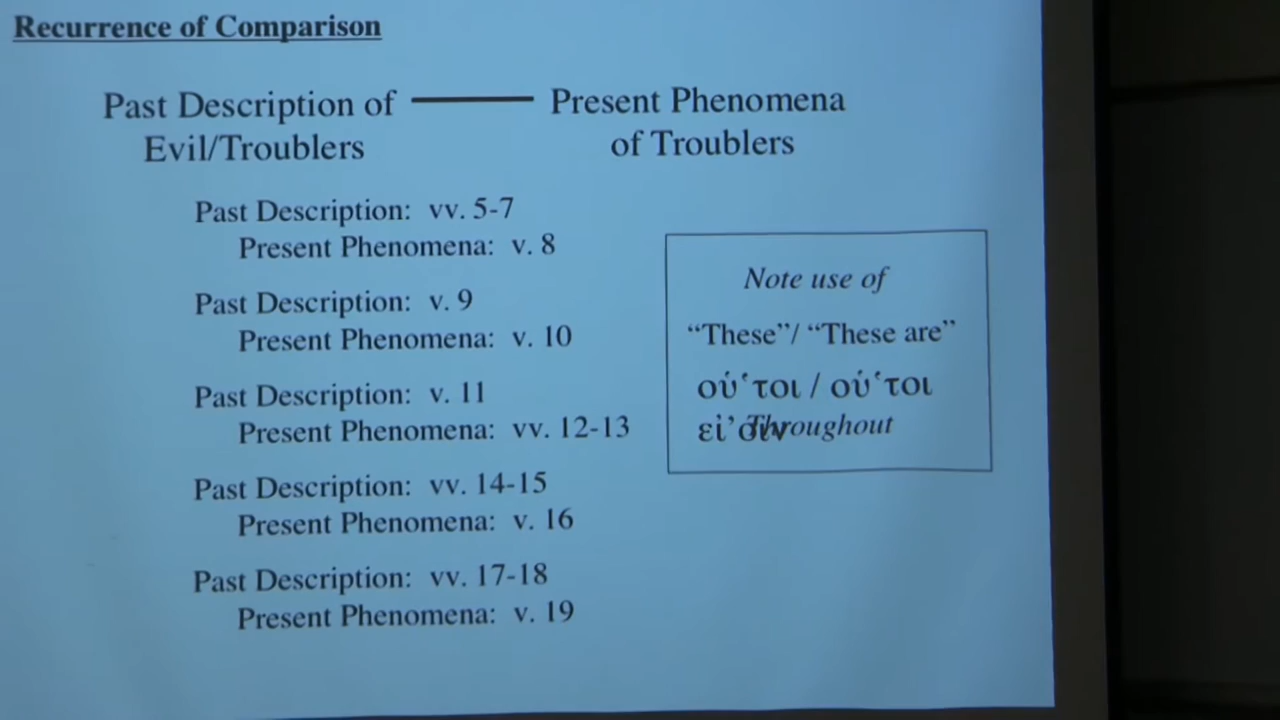 Recurrence of Comparison
Past Description of —— Present Phenomena
Evil/Troublers of Troublers
Past Description: vv. 5-7
Present Phenomena: v. 8
Past Description: v. 9
Present Phenomena: v. 10
Past Description: v. 11
Present Phenomena: vv. 12-13
Past Description: vv. 14-15
Present Phenomena: v. 16
Past Description: vv. 17-18
Present Phenomena: v. 19
Note use of
“These”/ “These are”
οὑ‛τοι / οὑ‛τοι
εἰ’σιν Throughout